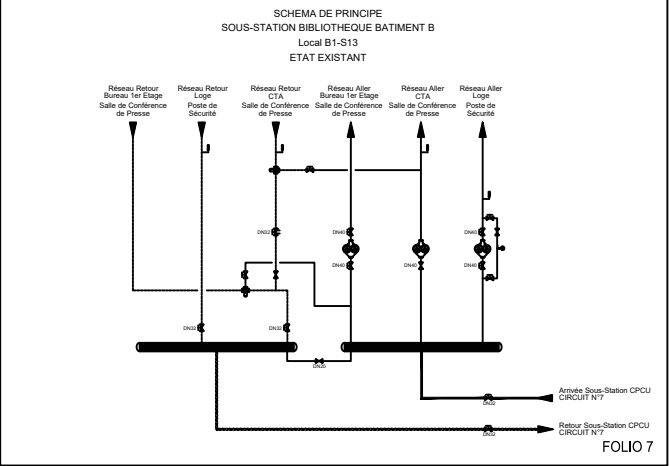 SCHEMA DE PRINCIPE
SOUS-STATION BIBLIOTHEQUE BATIMENT B
Local B1-S13
ETAT EXISTANT
Réseau Retour
Bureau 1er Etage
Salle de Conférence
de Presse
Réseau Retour
Loge
Poste de
Sécurité
Réseau Retour
CTA
Salle de Conférence
de Presse
Réseau Aller
Bureau 1er Etage
Salle de Conférence
de Presse
Réseau Aller
CTA
Salle de Conférence
de Presse
Réseau Aller
Loge
Poste de
Sécurité
DN32
DN40
DN40
DN40
DN40
DN40
DN32
DN32
DN20
Arrivée Sous-Station CPCU
CIRCUIT N°7
DN32
Retour Sous-Station CPCU
CIRCUIT N°7
DN32
FOLIO 7